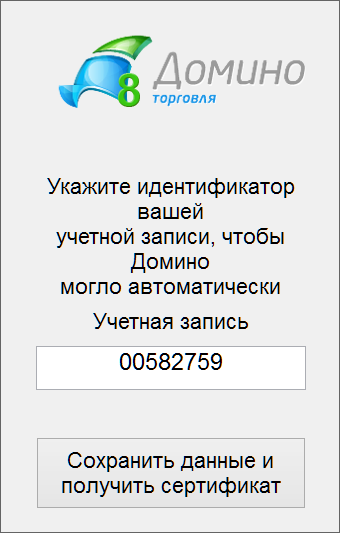 Домино
8 торговля
Укажите идентификатор
вашей
учетной записи, чтобы
Домино
могло автоматически
Учетная запись
00582759
Сохранить данные и
получить сертификат